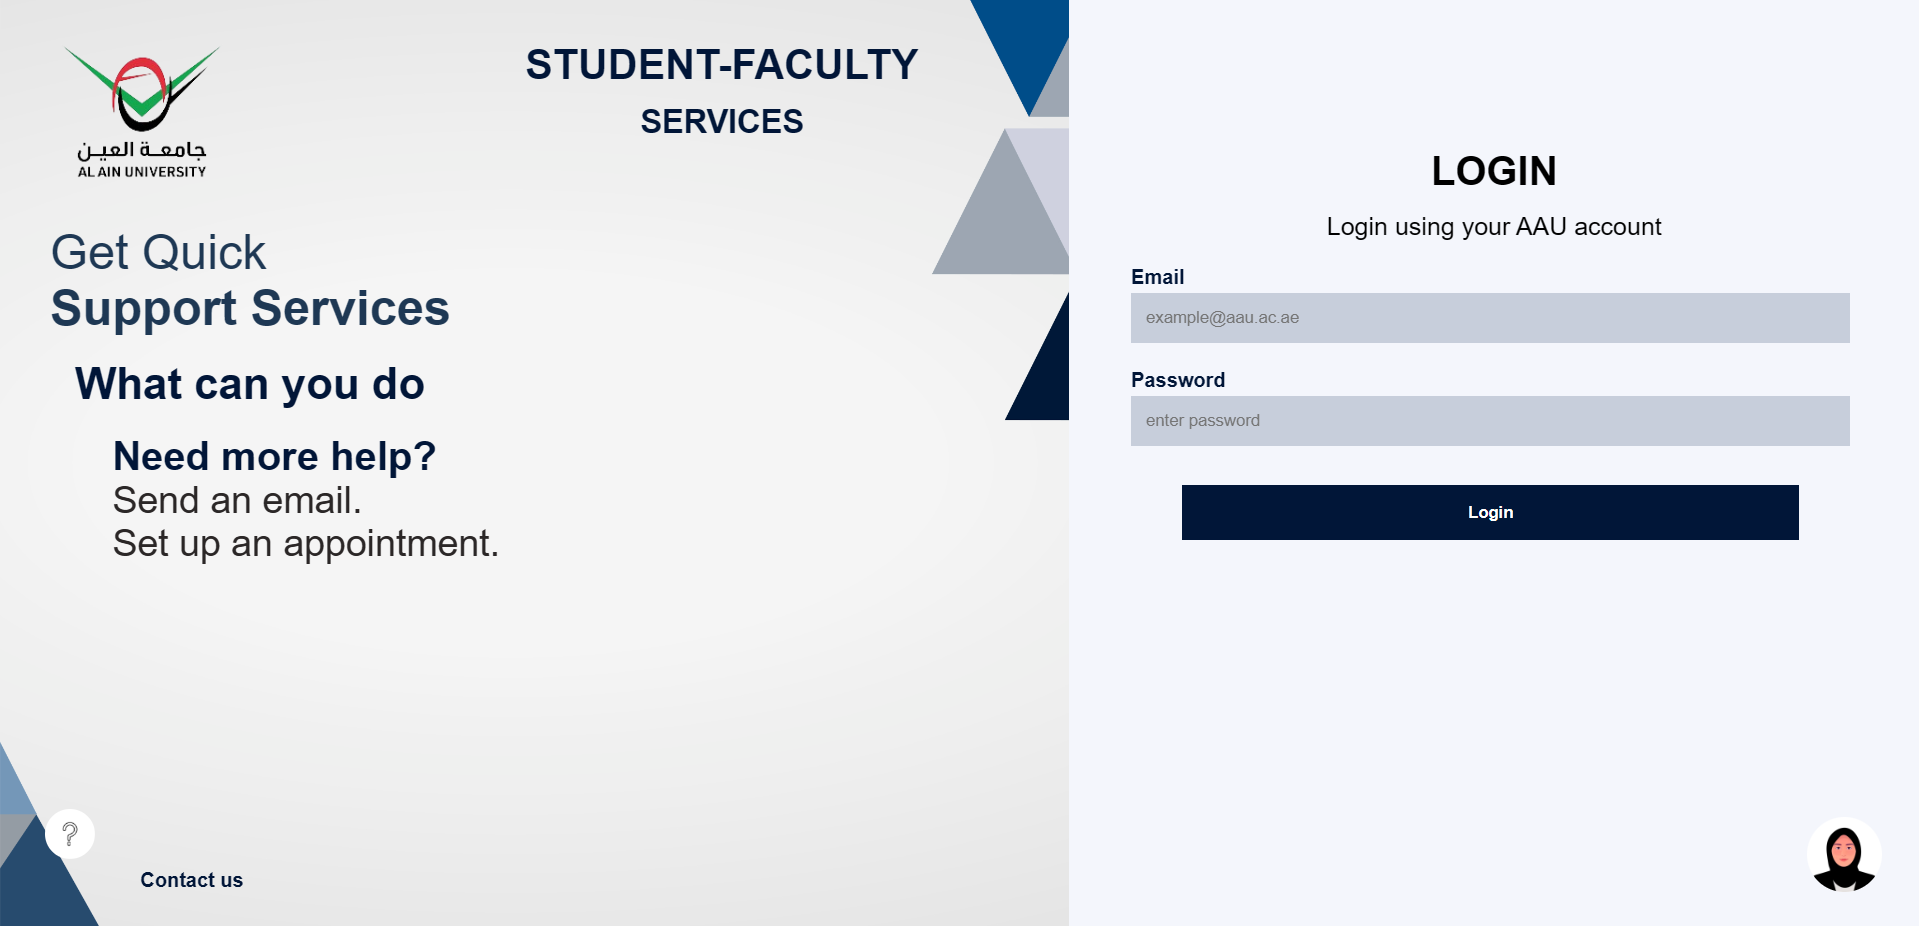 جامعة العين
AL AIN UNIVERSITY
STUDENT-FACULTY
SERVICES
Get Quick
Support Services
What can you do
Need more help?
Send an email.
Set up an appointment.
?
Contact us
LOGIN
Login using your AAU account
Email
example@aau.ac.ae
Password
enter password
Login